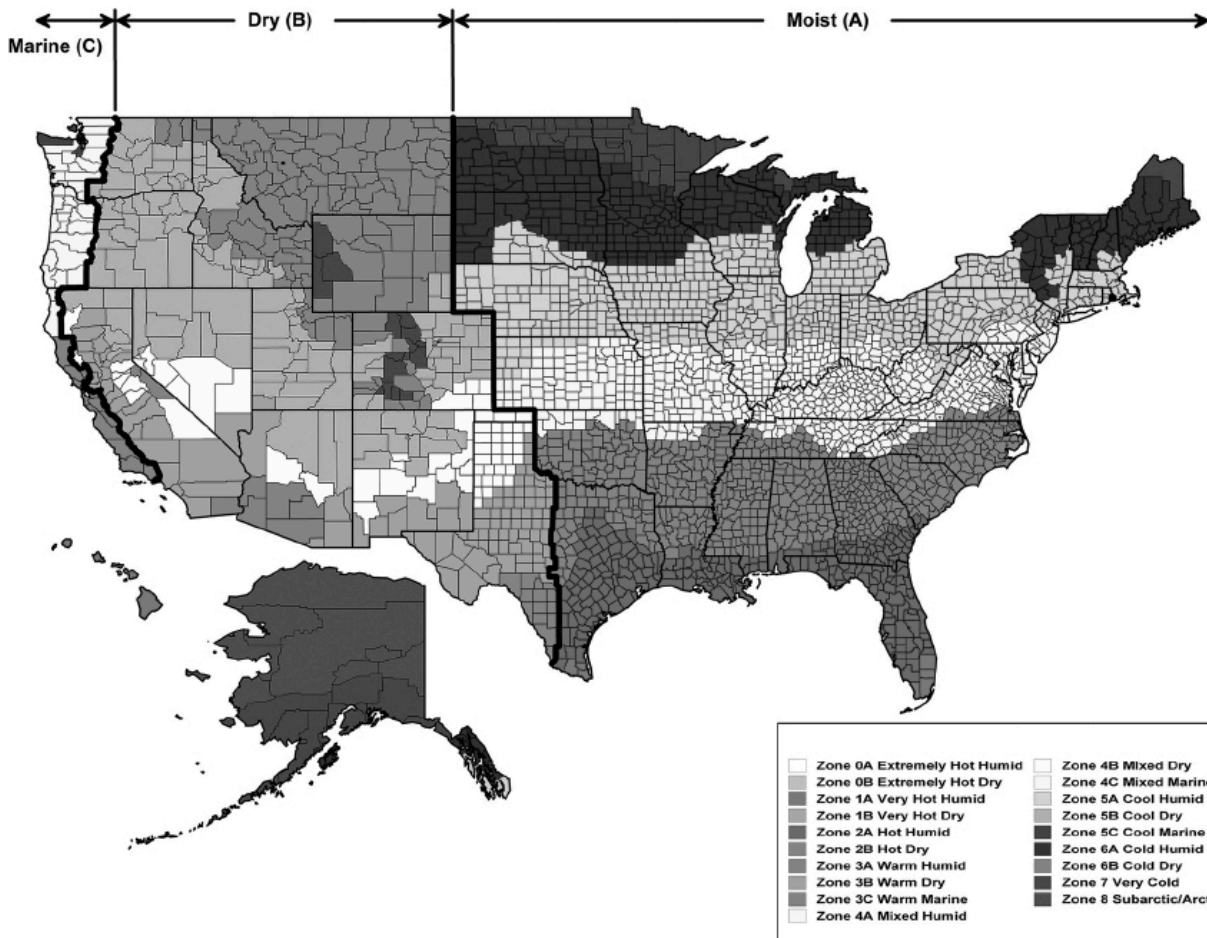 Marine (C)
Dry (B)
Moist (A)
Zone 0A Extremely Hot Humid
Zone 0B Extremely Hot Dry
Zone 1A Very Hot Humid
Zone 1B Very Hot Dry
Zone 2A Hot Humid
Zone 2B Hot Dry
Zone 3A Warm Humid
Zone 3B Warm Dry
Zone 3C Warm Marine
Zone 4A Mixed Humid
Zone 4B Mixed Dry
Zone 4C Mixed Marine
Zone 5A Cool Humid
Zone 5B Cool Dry
Zone 5C Cool Marine
Zone 6A Cold Humid
Zone 6B Cold Dry
Zone 7 Very Cold
Zone 8 Subarctic/Arct